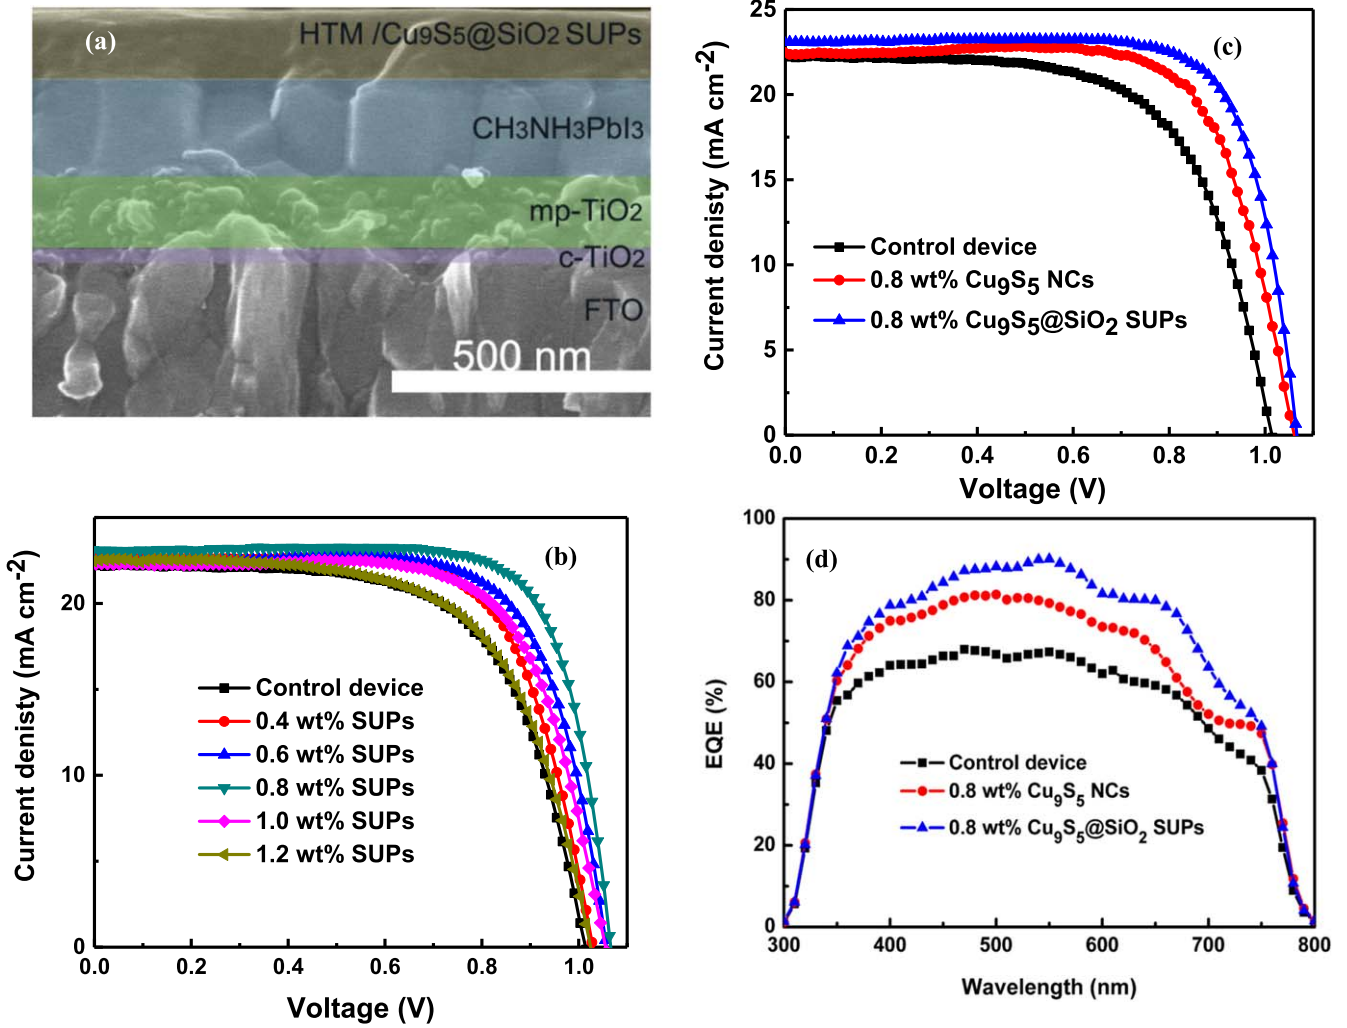 (a)
HTM /Cu9S5@SiO2 SUPs
CH3NH3PbI3
mp-TiO2
c-TiO2
FTO
500 nm
(c)
25
20
15
10
5
0
Current denisty (mA cm-2)
Control device
0.8 wt% Cu9S5 NCs
0.8 wt% Cu9S5@SiO2 SUPs
0.0 0.2 0.4 0.6 0.8 1.0
Voltage (V)
(b)
20
10
0
Current denisty (mA cm-2)
Control device
0.4 wt% SUPs
0.6 wt% SUPs
0.8 wt% SUPs
1.0 wt% SUPs
1.2 wt% SUPs
0.0 0.2 0.4 0.6 0.8 1.0
Voltage (V)
(d)
100
80
60
40
20
0
EQE (%)
Control device
0.8 wt% Cu9S5 NCs
0.8 wt% Cu9S5@SiO2 SUPs
300 400 500 600 700 800
Wavelength (nm)